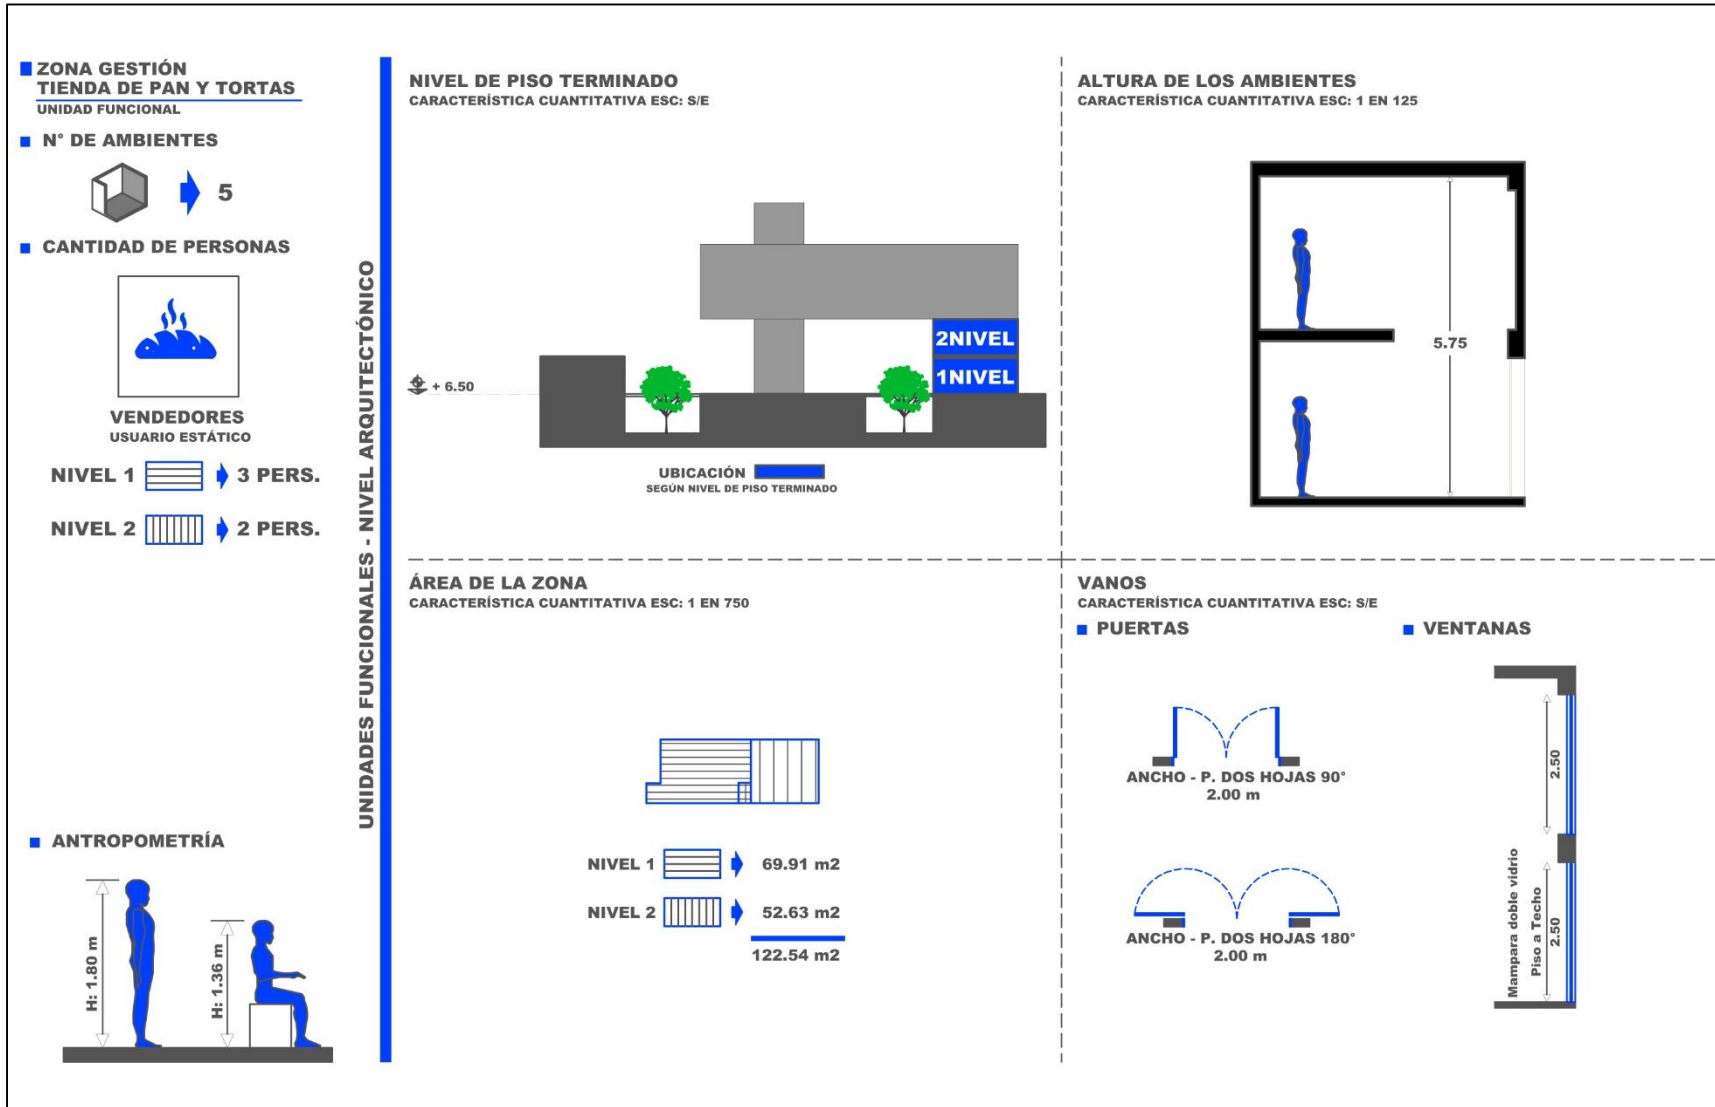 ZONA GESTIÓN
TIENDA DE PAN Y TORTAS
UNIDAD FUNCIONAL
N° DE AMBIENTES
5
CANTIDAD DE PERSONAS
VENDEDORES
USUARIO ESTÁTICO
NIVEL 1 3 PERS.
NIVEL 2 2 PERS.
ANTROPOMETRÍA
H: 1.80 m
H: 1.36 m
UNIDADES FUNCIONALES - NIVEL ARQUITECTÓNICO
NIVEL DE PISO TERMINADO
CARACTERÍSTICA CUANTITATIVA ESC: S/E
2NIVEL
1NIVEL
+ 6.50
UBICACIÓN
SEGÚN NIVEL DE PISO TERMINADO
ALTURA DE LOS AMBIENTES
CARACTERÍSTICA CUANTITATIVA ESC: 1 EN 125
5.75
ÁREA DE LA ZONA
CARACTERÍSTICA CUANTITATIVA ESC: 1 EN 750
NIVEL 1 69.91 m2
NIVEL 2 52.63 m2
122.54 m2
VANOS
CARACTERÍSTICA CUANTITATIVA ESC: S/E
PUERTAS
ANCHO - P. DOS HOJAS 90°
2.00 m
ANCHO - P. DOS HOJAS 180°
2.00 m
VENTANAS
2.50
Mampara doble vidrio
Piso a Techo
2.50